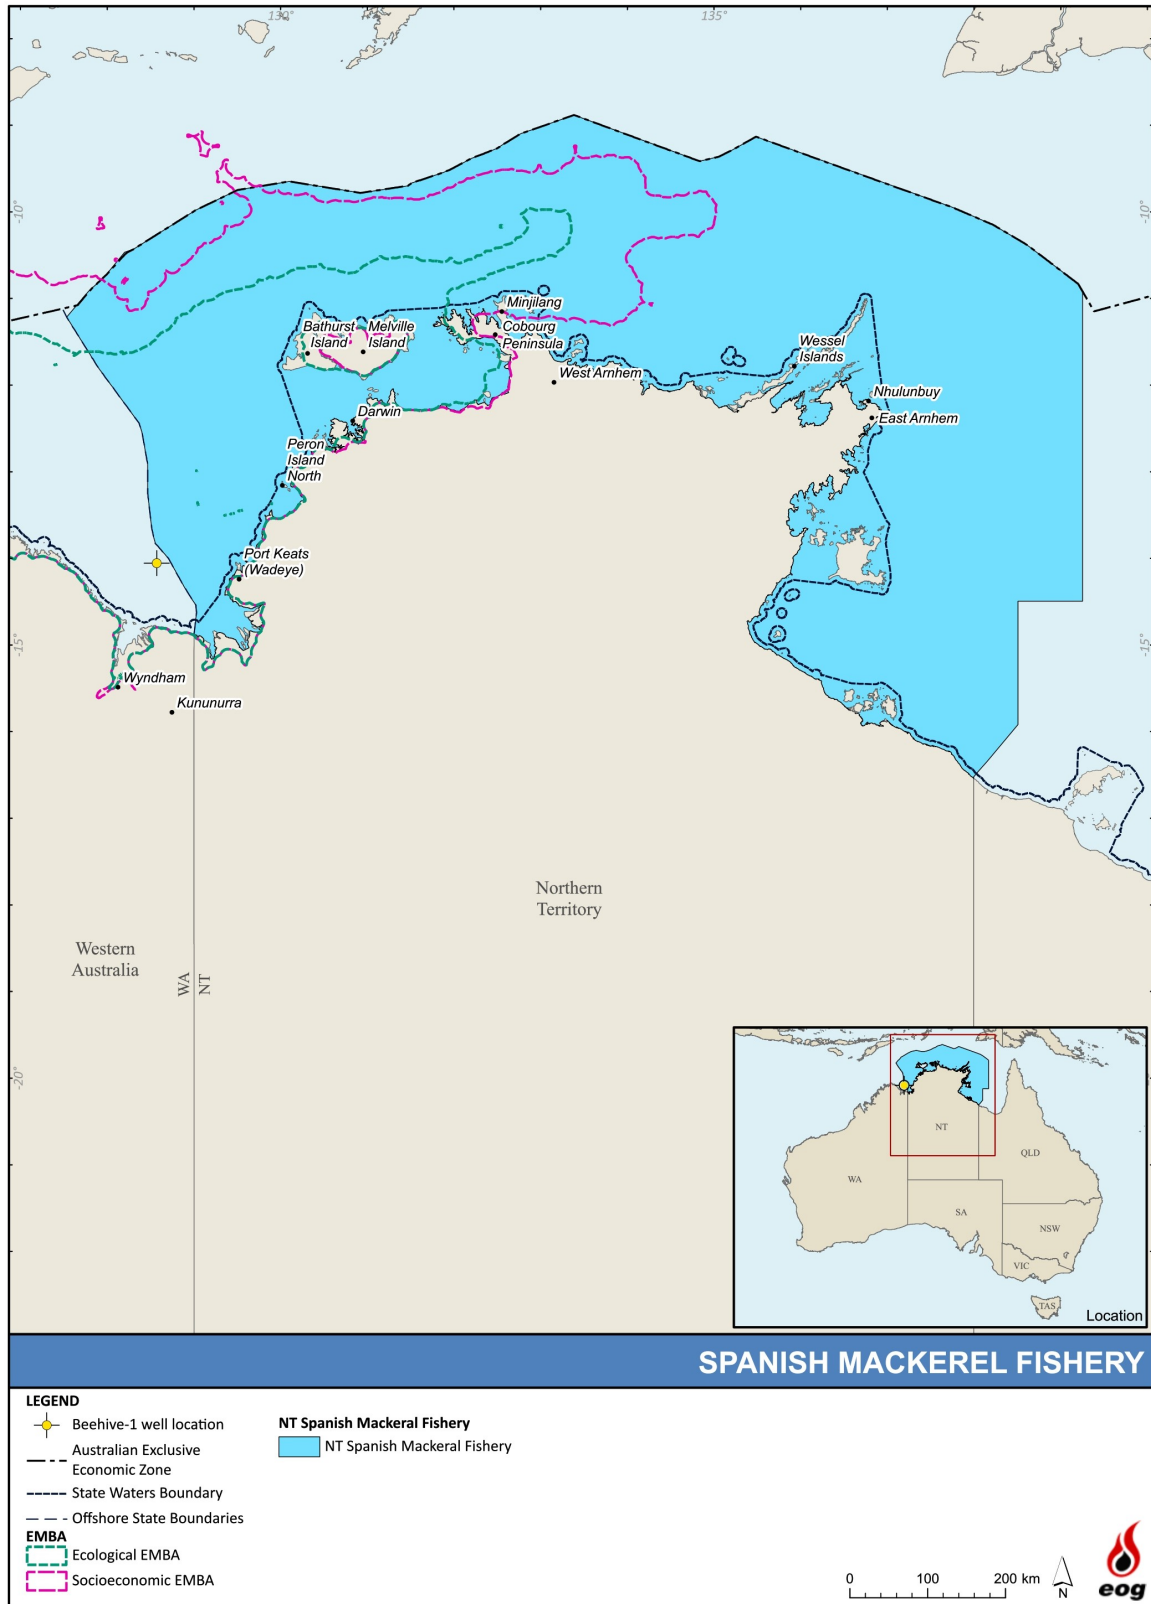 130°
135°
-10°
-10°
Minjilang
Bathurst
Island
Melville
Island
Cobourg
Peninsula
Wessel
Islands
West Arnhem
Nhulunbuy
East Arnhem
Darwin
Peron
Island
North
Port Keats
(Wadeye)
-15°
-15°
Wyndham
Kununurra
Northern
Territory
Western
Australia
WA
NT
-20°
NT
QLD
WA
SA
NSW
VIC
TAS
Location
SPANISH MACKEREL FISHERY
LEGEND
Beehive-1 well location
Australian Exclusive
Economic Zone
State Waters Boundary
Offshore State Boundaries
EMBA
Ecological EMBA
Socioeconomic EMBA
NT Spanish Mackeral Fishery
NT Spanish Mackeral Fishery
0 100 200 km
N
eog